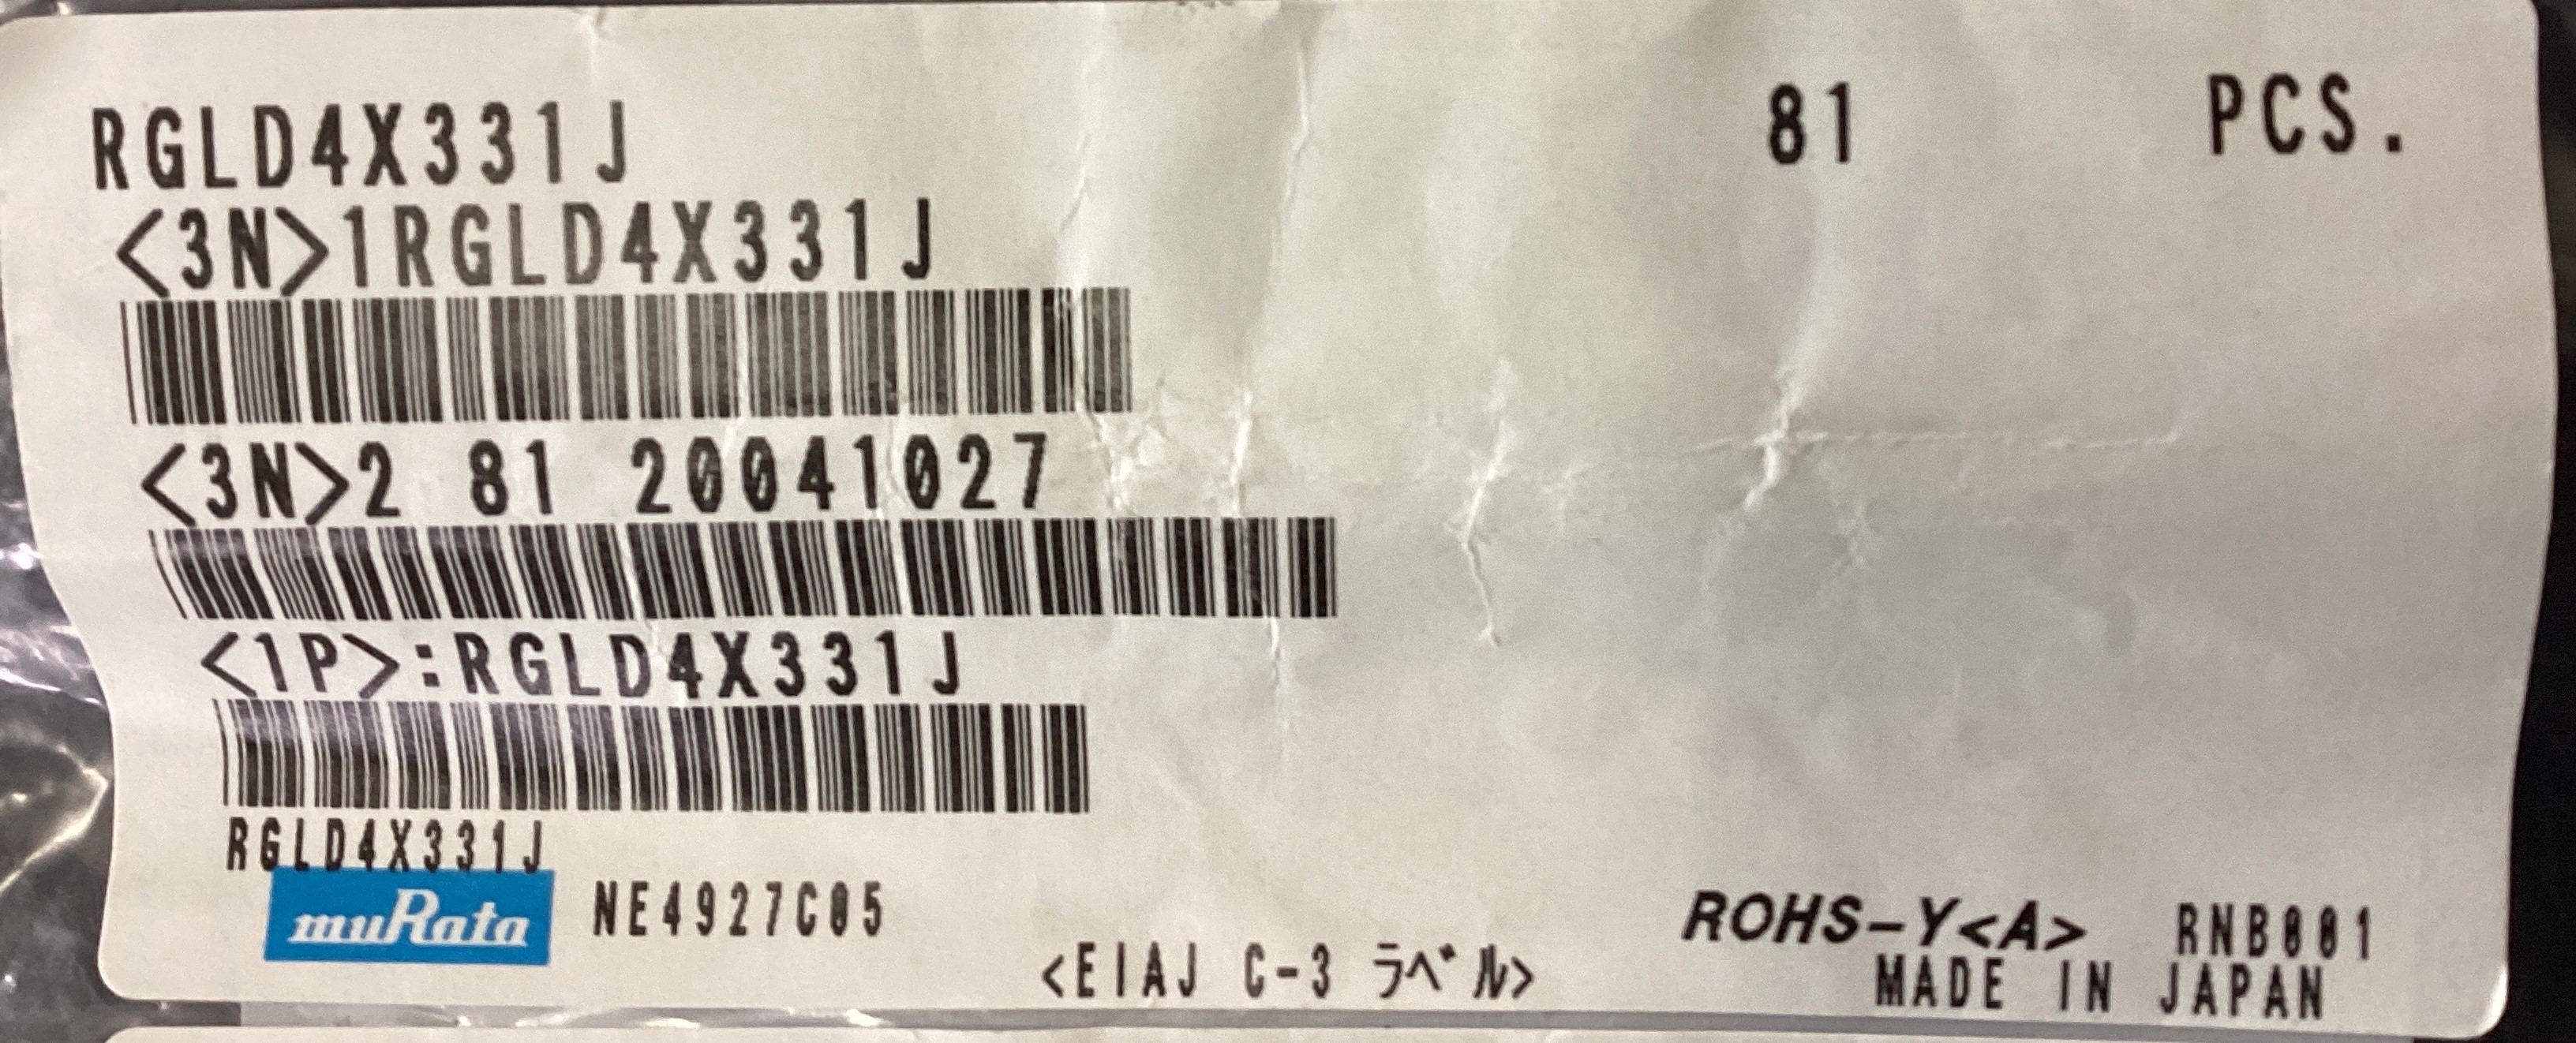 RGLD4X331J 81 PCS.
<3N>1RGLD4X331J
<3N>2 81 20041027
<1P>:RGLD4X331J
RGLD4X331J
muRata NE4927C05
<EIAJ C-3 ラベル>
ROHS-Y<A> RNB001
MADE IN JAPAN